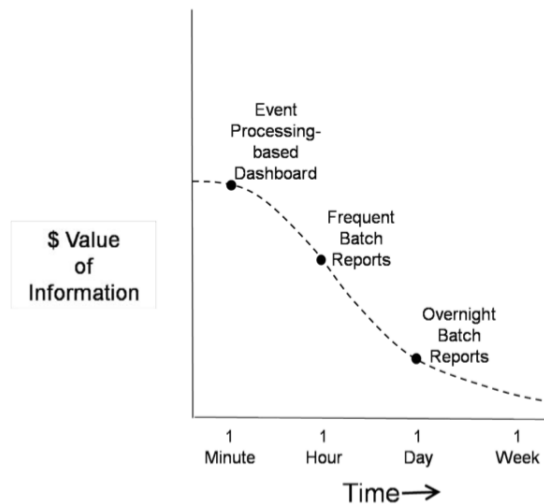 Event
Processing-
based
Dashboard
Frequent
Batch
Reports
Overnight
Batch
Reports
$ Value
of
Information
1 1 1 1
Minute Hour Day Week
Time